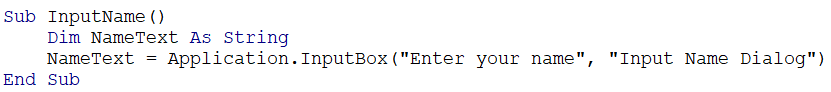 Sub InputName()
    Dim NameText As String
    NameText = Application.InputBox("Enter your name", "Input Name Dialog")
End Sub